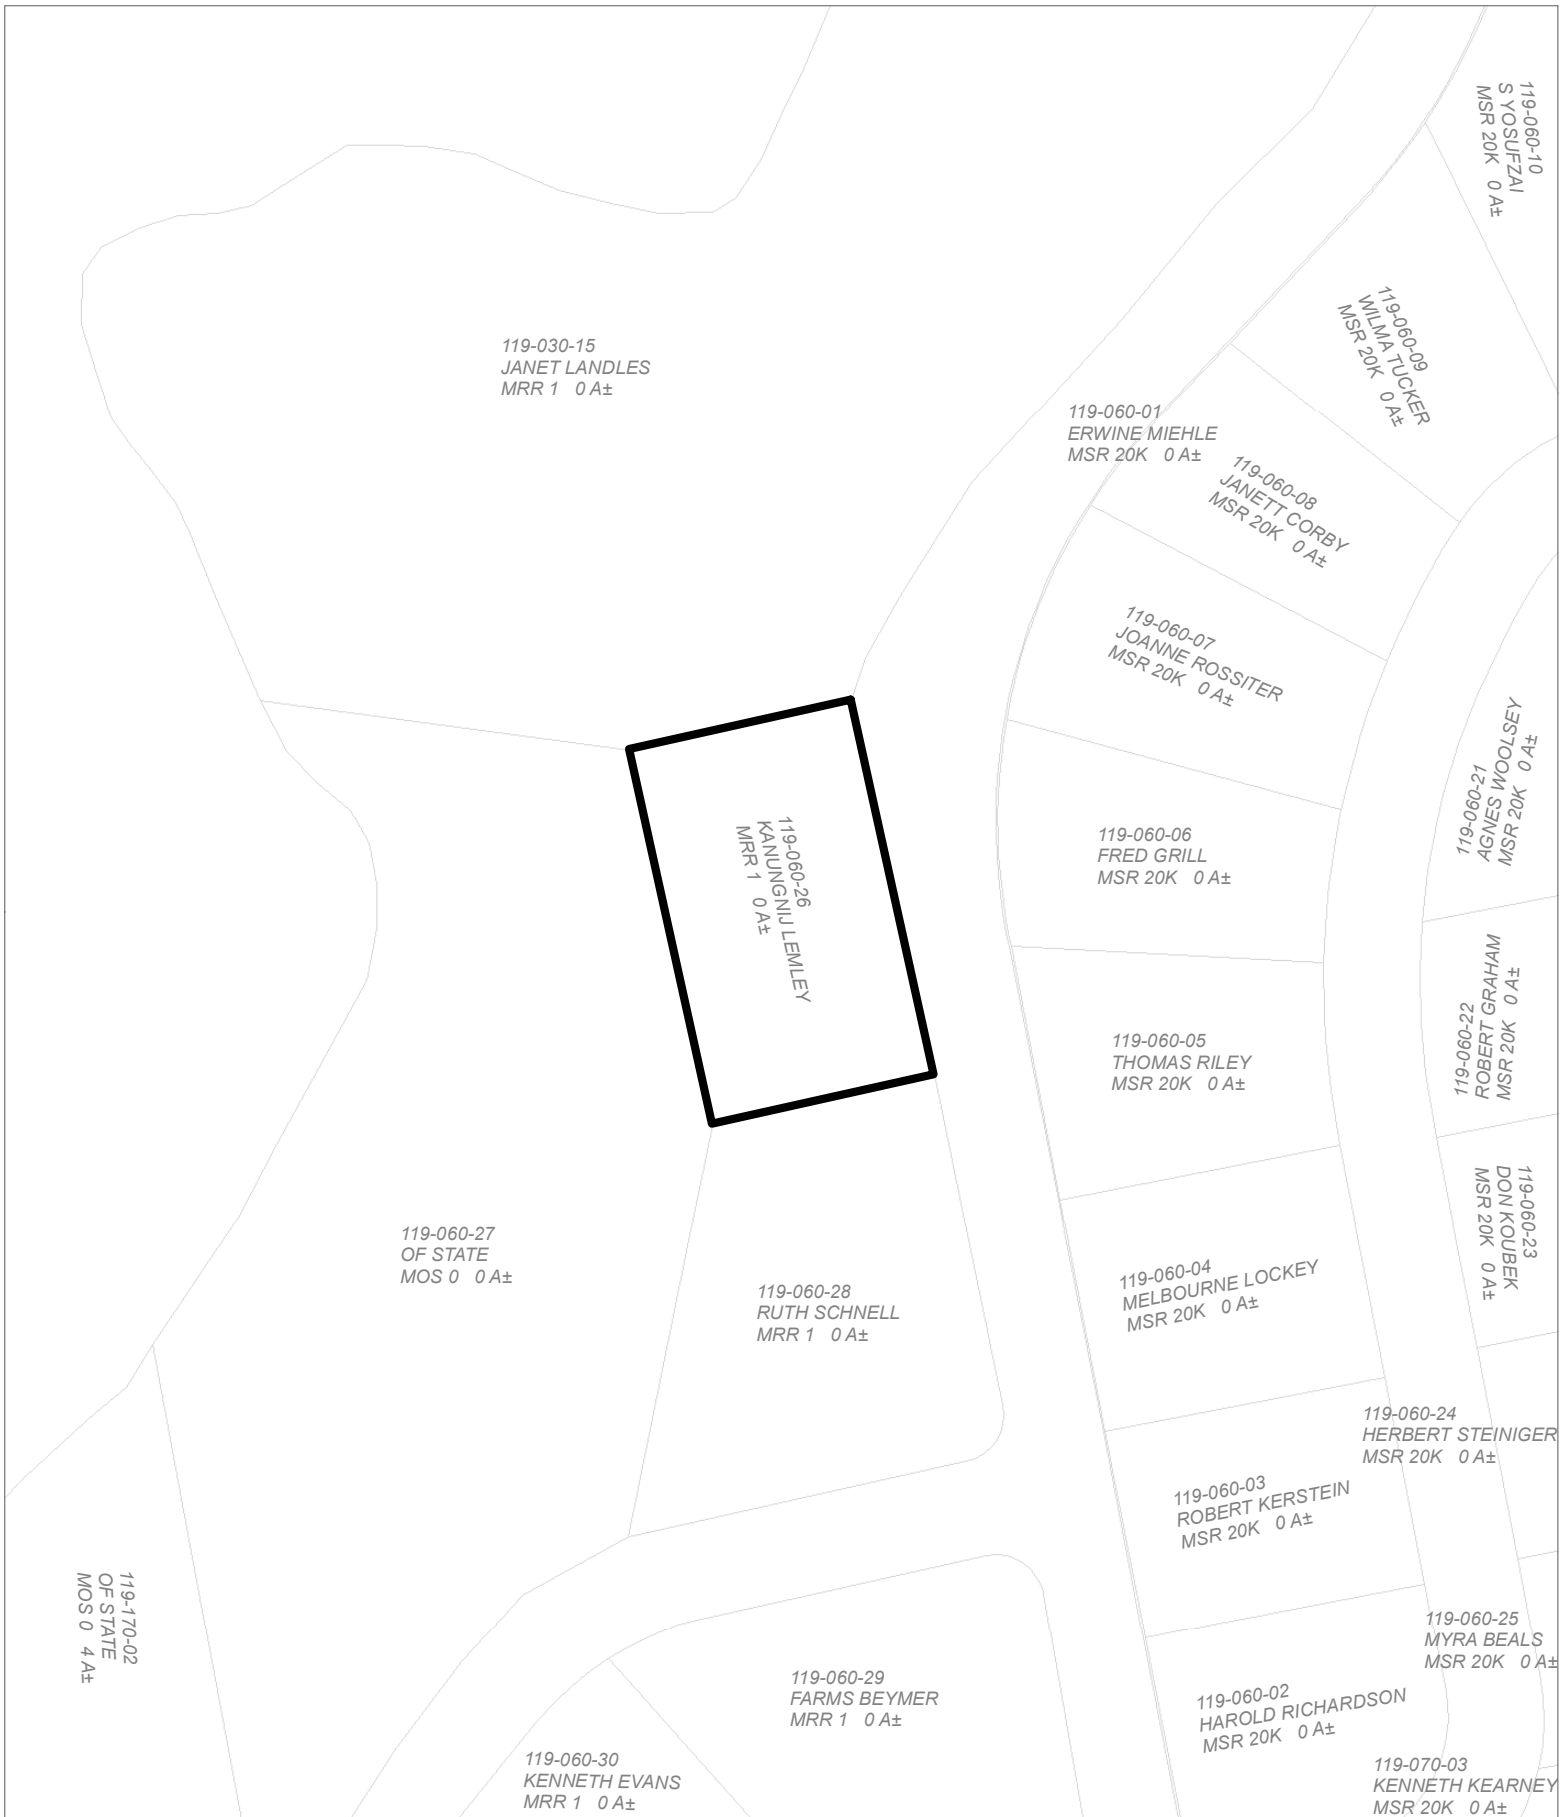 119-060-10
S YOSUFZAI
MSR 20K 0 A±
119-060-09
WILMA TUCKER
MSR 20K 0 A±
119-030-15
JANET LANDLES
MRR 1 0 A±
119-060-01
ERWINE MIEHLE
MSR 20K 0 A±
119-060-08
JANETT CORBY
MSR 20K 0 A±
119-060-07
JOANNE ROSSITER
MSR 20K 0 A±
119-060-21
AGNES WOOLSEY
MSR 20K 0 A±
119-060-26
KANUNGNIJ LEMLEY
MRR 1 0 A±
119-060-06
FRED GRILL
MSR 20K 0 A±
119-060-22
ROBERT GRAHAM
MSR 20K 0 A±
119-060-05
THOMAS RILEY
MSR 20K 0 A±
119-060-23
DON KOUBEK
MSR 20K 0 A±
119-060-27
OF STATE
MOS 0 0 A±
119-060-28
RUTH SCHNELL
MRR 1 0 A±
119-060-04
MELBOURNE LOCKEY
MSR 20K 0 A±
119-060-24
HERBERT STEINIGER
MSR 20K 0 A±
119-060-03
ROBERT KERSTEIN
MSR 20K 0 A±
119-170-02
OF STATE
MOS 0 4 A±
119-060-25
MYRA BEALS
MSR 20K 0 A±
119-060-29
FARMS BEYMER
MRR 1 0 A±
119-060-02
HAROLD RICHARDSON
MSR 20K 0 A±
119-060-30
KENNETH EVANS
MRR 1 0 A±
119-070-03
KENNETH KEARNEY
MSR 20K 0 A±